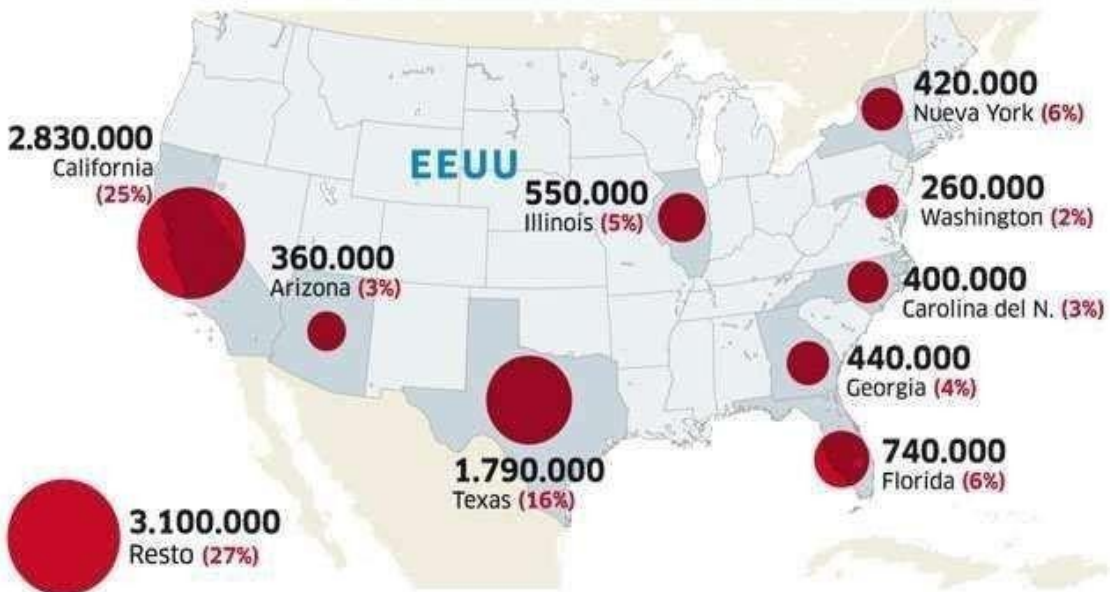 420.000
Nueva York (6%)
2.830.000
California
(25%)
EEUU
550.000
Illinois (5%)
260.000
Washington (2%)
360.000
Arizona (3%)
400.000
Carolina del N. (3%)
440.000
Georgia (4%)
740.000
Florida (6%)
1.790.000
Texas (16%)
3.100.000
Resto (27%)